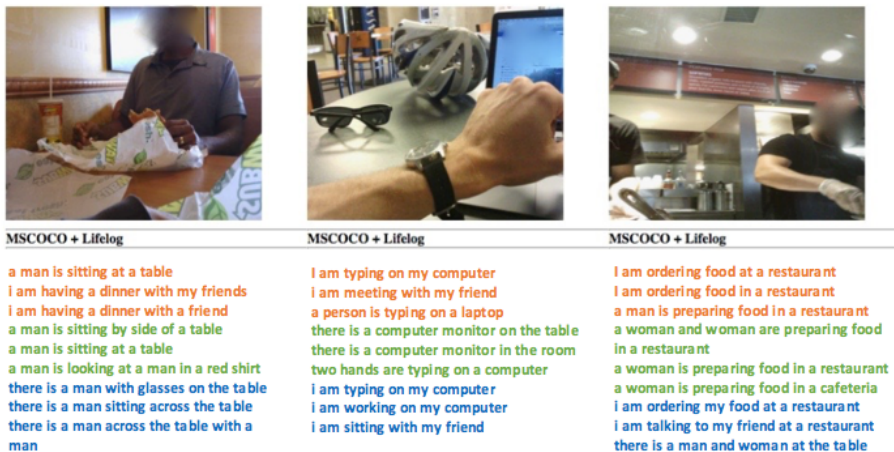 SUBW
MSCOCO + Lifelog
a man is sitting at a table
i am having a dinner with my friends
i am having a dinner with a friend
a man is sitting by side of a table
a man is sitting at a table
a man is looking at a man in a red shirt
there is a man with glasses on the table
there is a man sitting across the table
there is a man across the table with a
man
MSCOCO + Lifelog
I am typing on my computer
i am meeting with my friend
a person is typing on a laptop
there is a computer monitor on the table
there is a computer monitor in the room
two hands are typing on a computer
i am typing on my computer
i am working on my computer
i am sitting with my friend
MSCOCO + Lifelog
I am ordering food at a restaurant
I am ordering food in a restaurant
a man is preparing food in a restaurant
a woman and woman are preparing food
in a restaurant
a woman is preparing food in a restaurant
a woman is preparing food in a cafeteria
i am ordering my food at a restaurant
i am talking to my friend at a restaurant
there is a man and woman at the table